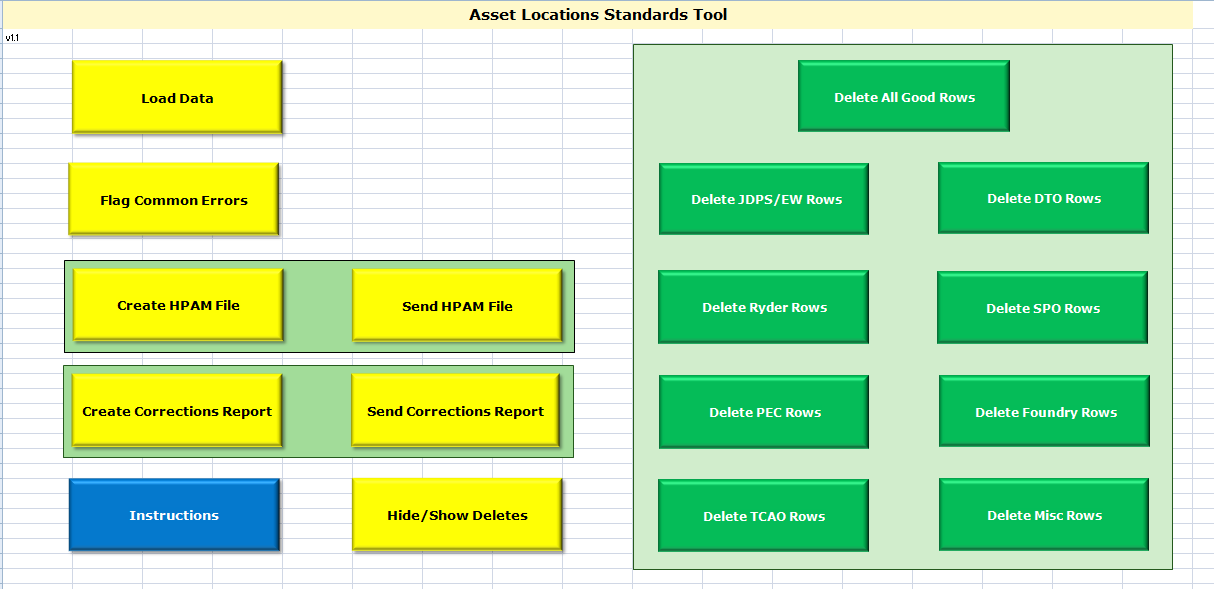 Asset Locations Standards Tool
v1.1
Load Data
Delete All Good Rows
Flag Common Errors
Delete JDPS/EW Rows
Delete DTO Rows
Create HPAM File
Send HPAM File
Delete Ryder Rows
Delete SPO Rows
Create Corrections Report
Send Corrections Report
Delete PEC Rows
Delete Foundry Rows
Instructions
Hide/Show Deletes
Delete TCAO Rows
Delete Misc Rows